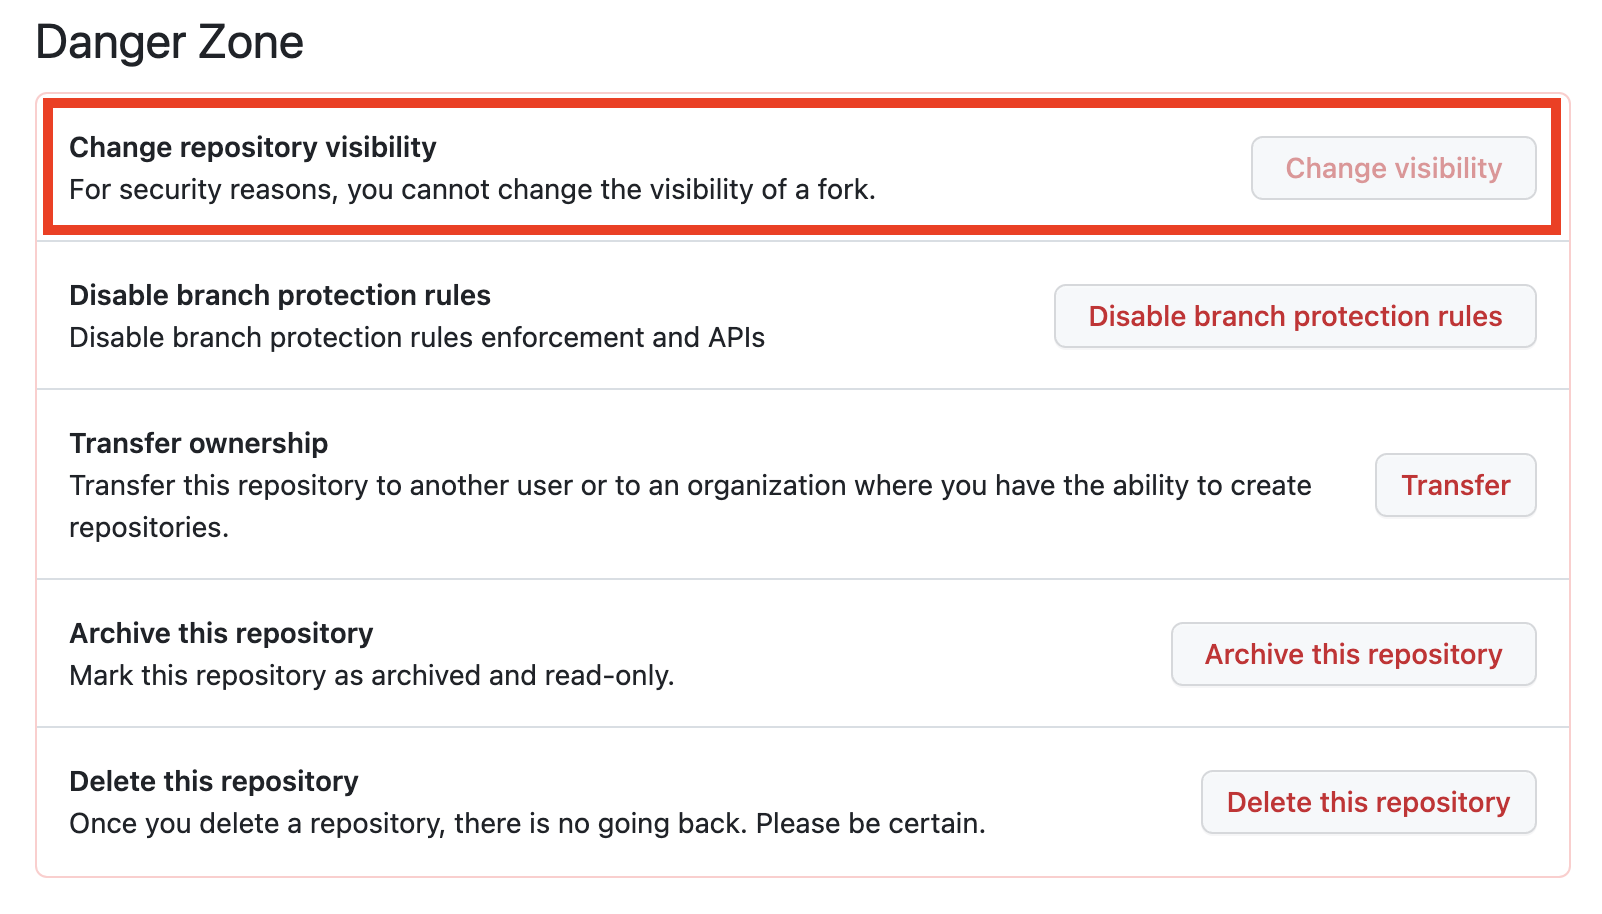 Danger Zone
Change repository visibility
For security reasons, you cannot change the visibility of a fork.
Change visibility
Disable branch protection rules
Disable branch protection rules enforcement and APIs
Disable branch protection rules
Transfer ownership
Transfer this repository to another user or to an organization where you have the ability to create
repositories.
Transfer
Archive this repository
Mark this repository as archived and read-only.
Archive this repository
Delete this repository
Once you delete a repository, there is no going back. Please be certain.
Delete this repository